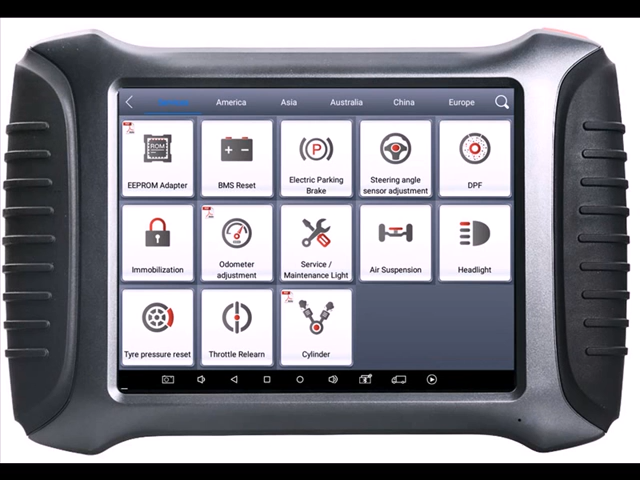 America Asia Australia China Europe
EEPROM Adapter
BMS Reset
Electric Parking
Brake
Steering angle
sensor adjustment
DPF
Immobilization
Odometer
adjustment
Service /
Maintenance Light
Air Suspension
Headlight
Tyre pressure reset
Throttle Relearn
Cylinder